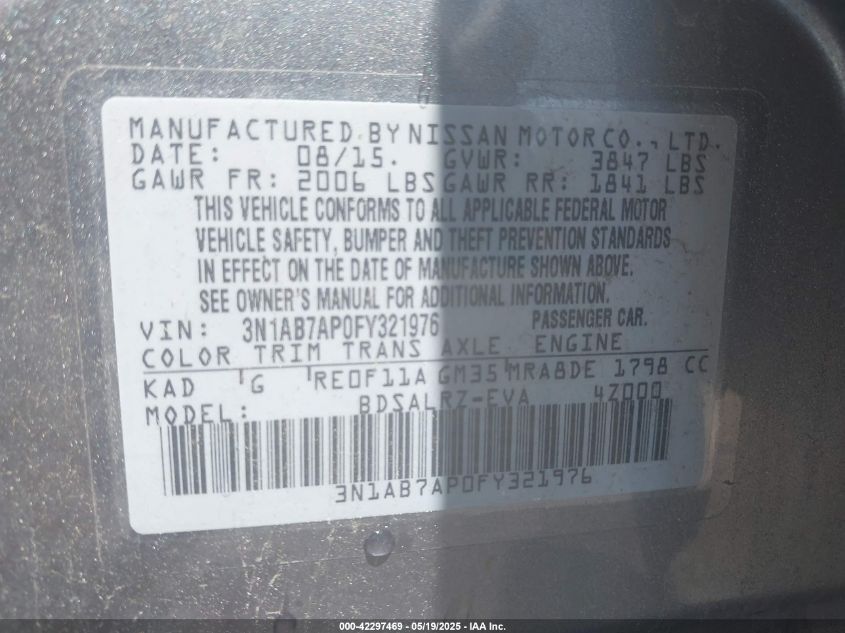 MANUFACTURED BY NISSAN MOTOR CO., LTD.
DATE: 08/15. GVWR: 3847 LBS
GAWR FR: 2006 LBS GAWR RR: 1841 LBS
THIS VEHICLE CONFORMS TO ALL APPLICABLE FEDERAL MOTOR
VEHICLE SAFETY, BUMPER AND THEFT PREVENTION STANDARDS
IN EFFECT ON THE DATE OF MANUFACTURE SHOWN ABOVE.
SEE OWNER'S MANUAL FOR ADDITIONAL INFORMATION.
VIN: 3N1AB7AP0FY321976 PASSENGER CAR.
COLOR TRIM TRANS AXLE ENGINE
KAD G RE0F11A GM35 MRA8DE 1798 CC
MODEL: BDSALRZ-EVA 4Z000
3N1AB7AP0FY321976
000-42297469 - 05/19/2025 - IAA Inc.